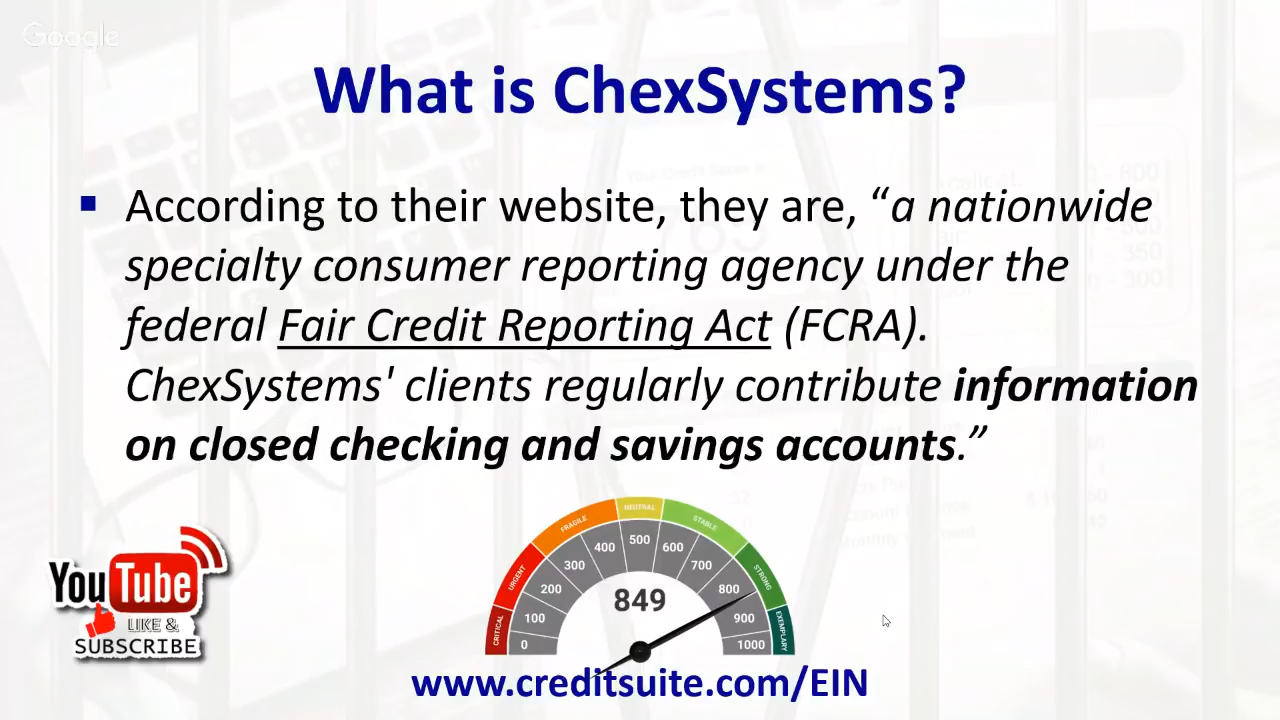 Google
What is ChexSystems?
▪ According to their website, they are, “a nationwide
specialty consumer reporting agency under the
federal Fair Credit Reporting Act (FCRA).
ChexSystems' clients regularly contribute information
on closed checking and savings accounts.”
YouTube
LIKE &
SUBSCRIBE
CRITICAL
URGENT
FRAGILE
NEUTRAL
STABLE
STRONG
EXEMPLARY
0
100
200
300
400
500
600
700
800
900
1000
849
www.creditsuite.com/EIN